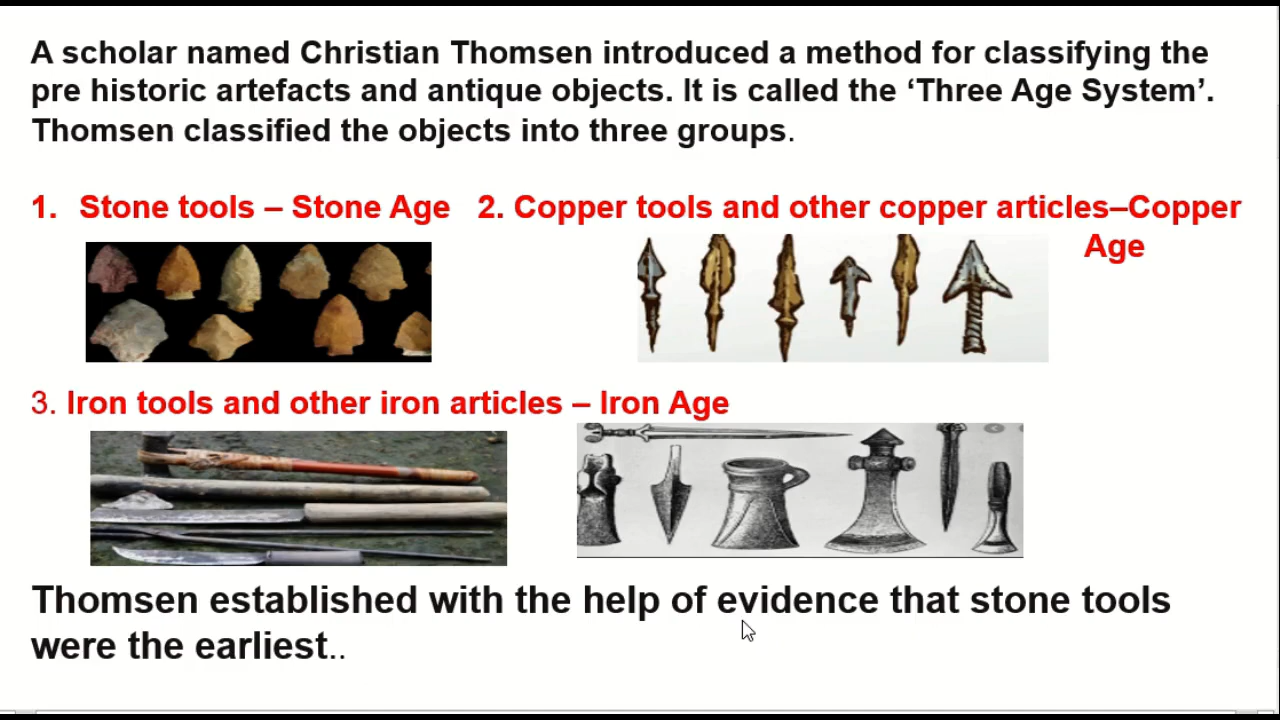 A scholar named Christian Thomsen introduced a method for classifying the
pre historic artefacts and antique objects. It is called the ‘Three Age System’.
Thomsen classified the objects into three groups.
1. Stone tools – Stone Age 2. Copper tools and other copper articles–Copper
Age
3. Iron tools and other iron articles – Iron Age
Thomsen established with the help of evidence that stone tools
were the earliest..